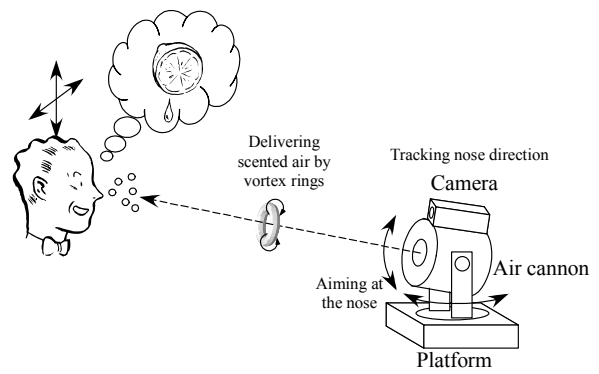 Delivering
scented air by
vortex rings
Tracking nose direction
Camera
Air cannon
Aiming at
the nose
Platform